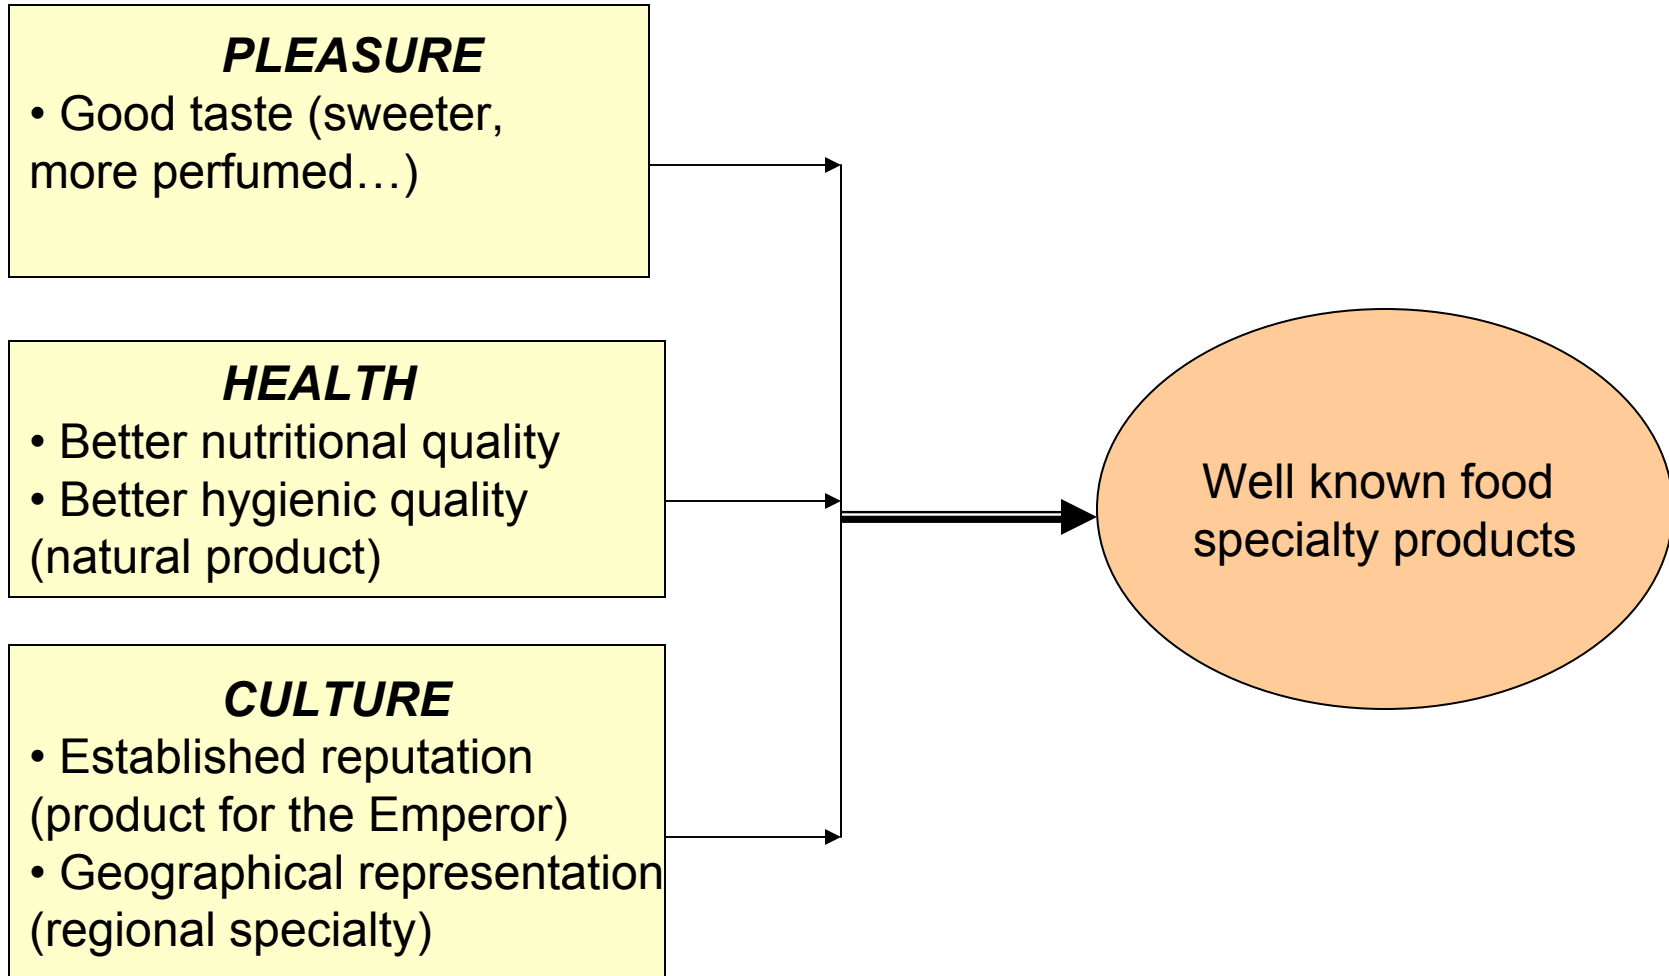 PLEASURE
• Good taste (sweeter,
more perfumed…)
HEALTH
• Better nutritional quality
• Better hygienic quality
(natural product)
CULTURE
• Established reputation
(product for the Emperor)
• Geographical representation
(regional specialty)
Well known food
specialty products